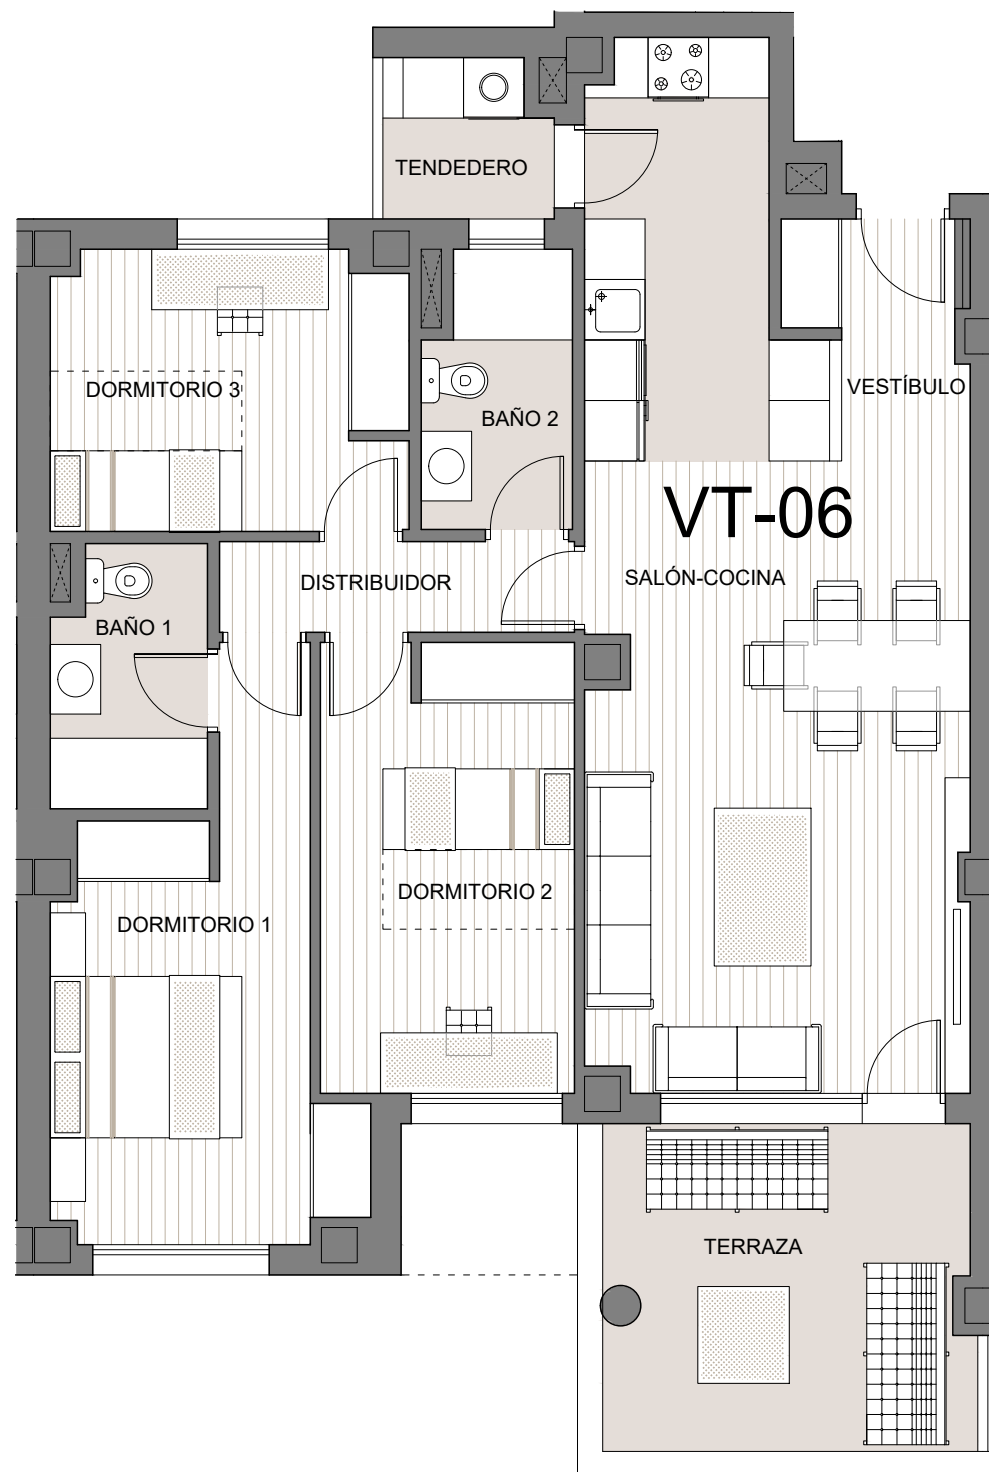 TENDEDERO
DORMITORIO 3
VESTÍBULO
BAÑO 2
VT-06
SALÓN-COCINA
DISTRIBUIDOR
BAÑO 1
DORMITORIO 2
DORMITORIO 1
TERRAZA